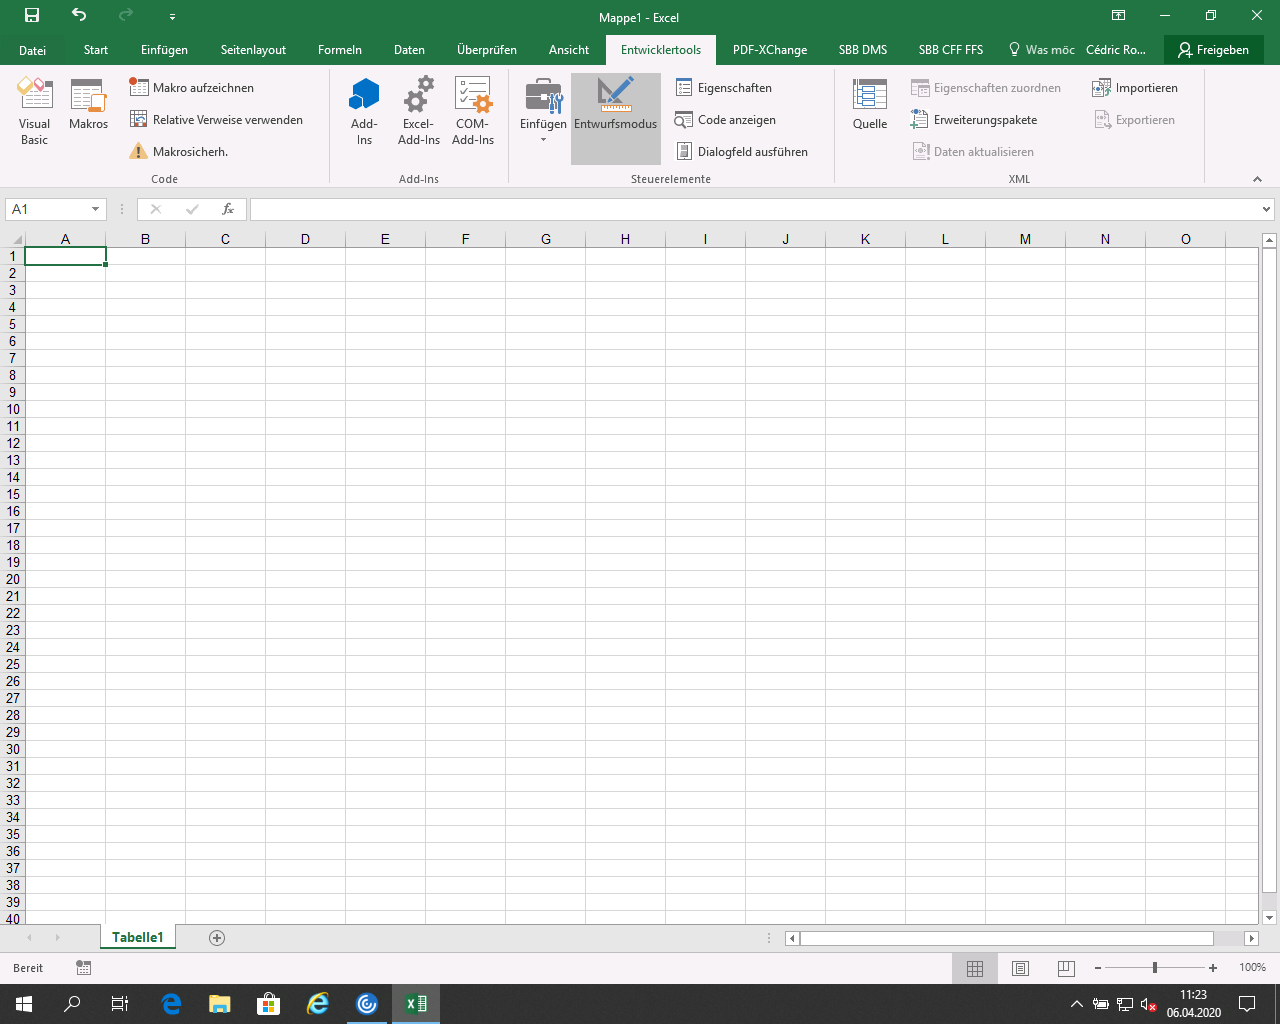 Mappe1 - Excel
Datei Start Einfügen Seitenlayout Formeln Daten Überprüfen Ansicht Entwicklertools PDF-XChange SBB DMS SBB CFF FFS Was möc Cédric Ro... Freigeben
Visual Basic
Makros
Makro aufzeichnen
Relative Verweise verwenden
Makrosicherh.
Code
Add-Ins
Excel-Add-Ins
COM-Add-Ins
Add-Ins
Einfügen
Entwurfsmodus
Eigenschaften
Code anzeigen
Dialogfeld ausführen
Steuerelemente
Quelle
Eigenschaften zuordnen
Erweiterungspakete
Daten aktualisieren
Importieren
Exportieren
XML
A1
fx
A B C D E F G H I J K L M N O
1
2
3
4
5
6
7
8
9
10
11
12
13
14
15
16
17
18
19
20
21
22
23
24
25
26
27
28
29
30
31
32
33
34
35
36
37
38
39
40
Tabelle1
Bereit
100%
11:23
06.04.2020